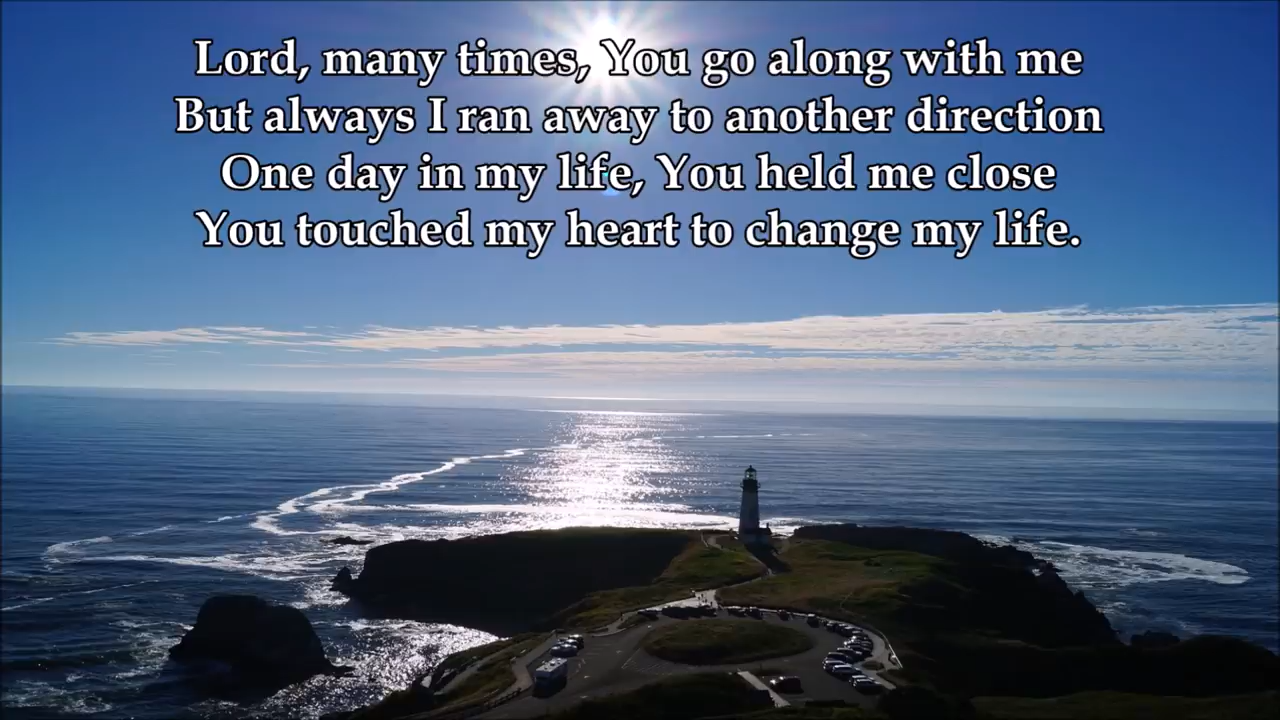 Lord, many times, You go along with me
But always I ran away to another direction
One day in my life, You held me close
You touched my heart to change my life.